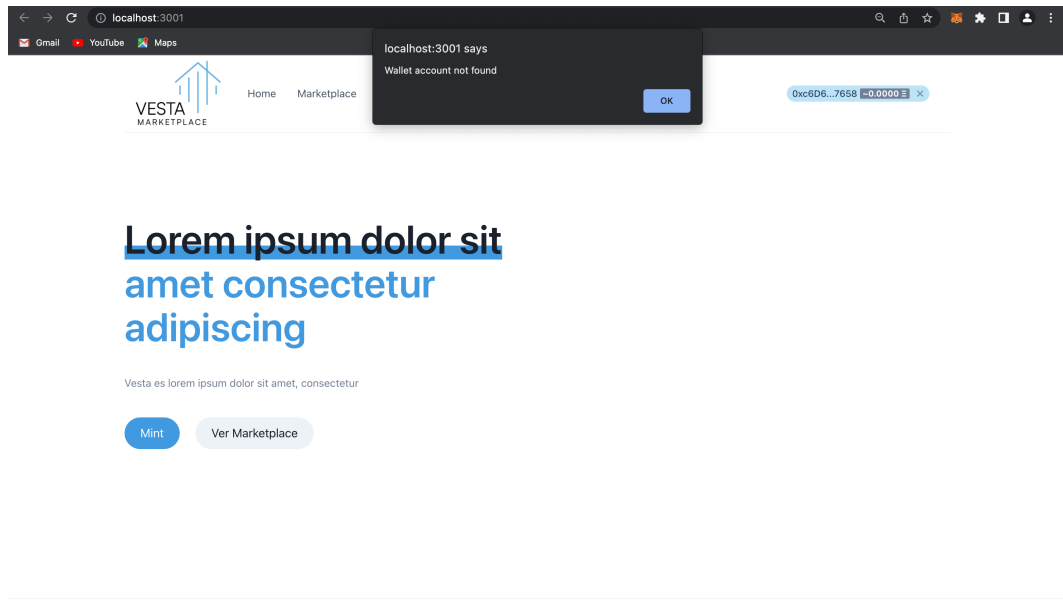 localhost:3001
Gmail YouTube Maps
localhost:3001 says
Wallet account not found
OK
VESTA
MARKETPLACE
Home Marketplace
0xc6D6...7658 ~0.0000 Ξ
Lorem ipsum dolor sit
amet consectetur
adipiscing
Vesta es lorem ipsum dolor sit amet, consectetur
Mint Ver Marketplace